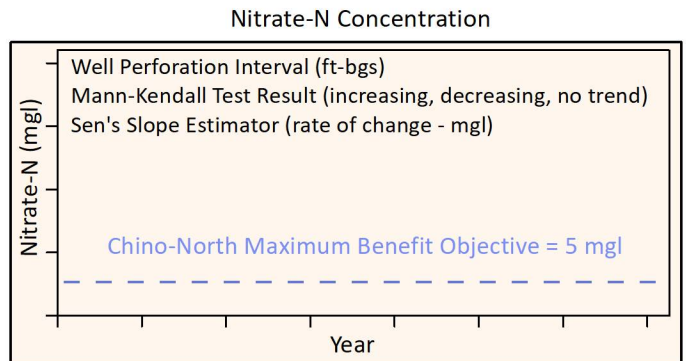 Nitrate-N Concentration
Well Perforation Interval (ft-bgs)
Mann-Kendall Test Result (increasing, decreasing, no trend)
Sen's Slope Estimator (rate of change - mgl)
Nitrate-N (mgl)
Chino-North Maximum Benefit Objective = 5 mgl
Year